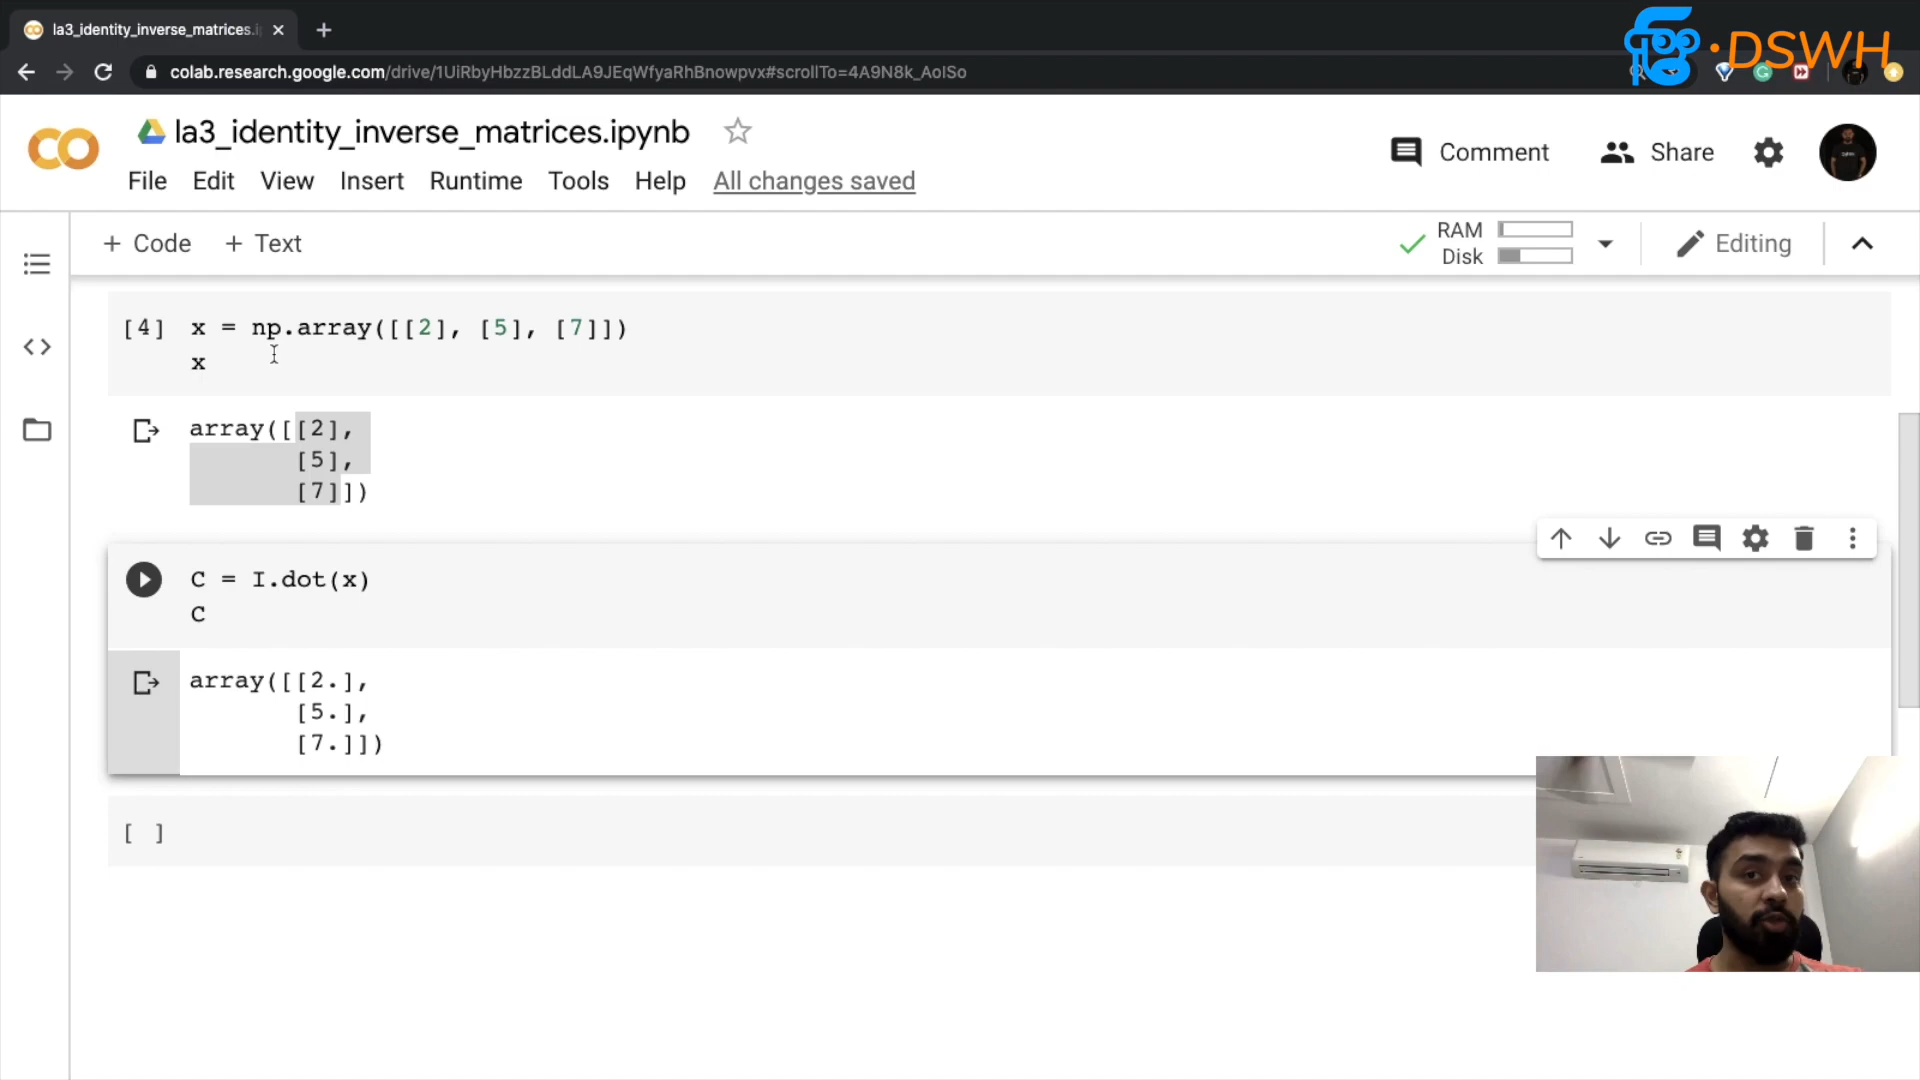 la3_identity_inverse_matrices.i
colab.research.google.com/drive/1UiRbyHbzzBLddLA9JEqWfyaRhBnowpvx#scrollTo=4A9N8k_AoISo
DSWH
la3_identity_inverse_matrices.ipynb
Comment
Share
File Edit View Insert Runtime Tools Help All changes saved
+ Code + Text
RAM
Disk
Editing
[4] x = np.array([[2], [5], [7]])
x
array([[2],
[5],
[7]])
C = I.dot(x)
C
array([[2.],
[5.],
[7.]])
[ ]